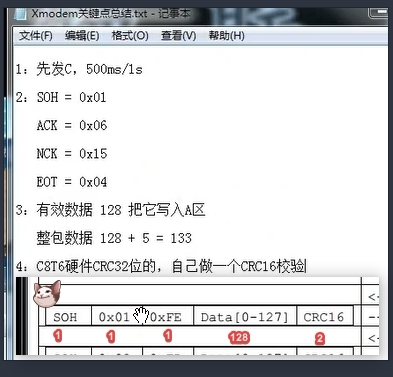 Xmodem关键点总结.txt - 记事本
文件(F) 编辑(E) 格式(O) 查看(V) 帮助(H)
1：先发C，500ms/1s
2：SOH = 0x01
ACK = 0x06
NCK = 0x15
EOT = 0x04
3：有效数据 128 把它写入A区
整包数据 128 + 5 = 133
4：C8T6硬件CRC32位的，自己做一个CRC16校验
<
SOH 0x01 0xFE Data[0-127] CRC16 --
1 1 1 128 2 <